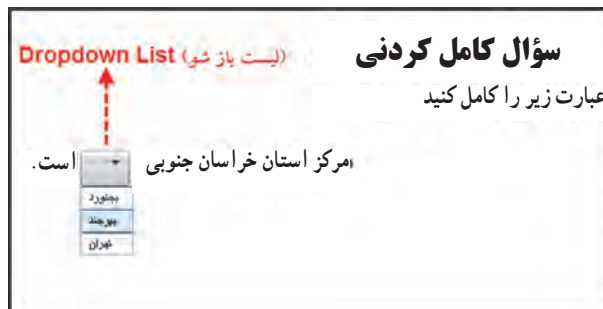 سؤال کامل کردنی
Dropdown List (لیست باز شو)
عبارت زیر را کامل کنید
مرکز استان خراسان جنوبی است.
بجنورد
بیرجند
تهران